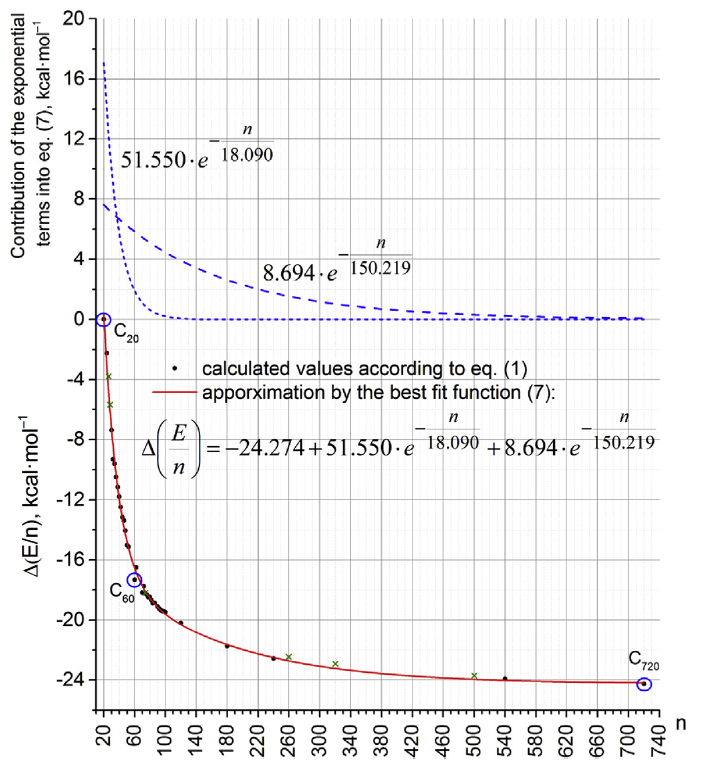 Contribution of the exponential
terms into eq. (7), kcal·mol⁻¹
20
16
12
8
4
0
-4
-8
-12
-16
-20
-24
Δ(E/n), kcal·mol⁻¹
51.550·e^(−n/18.090)
8.694·e^(−n/150.219)
C₂₀
calculated values according to eq. (1)
apporximation by the best fit function (7):
Δ(E/n)=−24.274+51.550·e^(−n/18.090)+8.694·e^(−n/150.219)
C₆₀
C₇₂₀
20 60 100 140 180 220 260 300 340 380 420 460 500 540 580 620 660 700 740
n